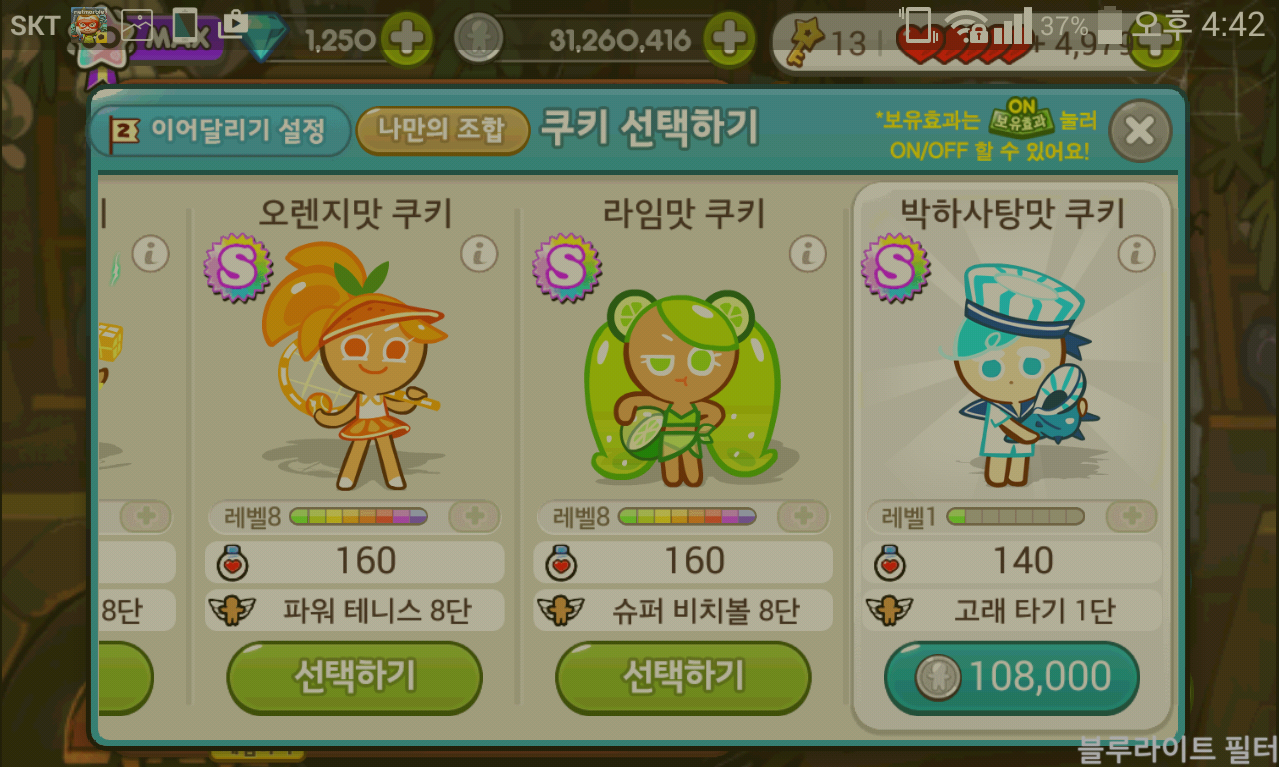 SKT 37% 오후 4:42
MAX 1,250 31,260,416 13 + 4,979
2 이어달리기 설정 나만의 조합 쿠키 선택하기
*보유효과는 ON 보유효과 눌러
ON/OFF 할 수 있어요!
오렌지맛 쿠키
S
레벨8
160
파워 테니스 8단
선택하기
라임맛 쿠키
S
레벨8
160
슈퍼 비치볼 8단
선택하기
박하사탕맛 쿠키
S
레벨1
140
고래 타기 1단
108,000
8단
블루라이트 필터